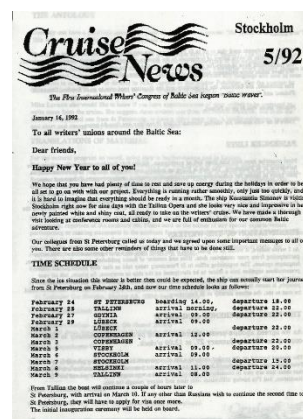 Cruise
News
Stockholm
5/92
The First International Writers' Congress of Baltic Sea Region "Baltic Waves".
January 16, 1992
To all writers' unions around the Baltic Sea:
Dear friends,
Happy New Year to all of you!
We hope that you have had plenty of time to rest and save up energy during the holidays in order to be
all set to go on with our project. Everything is running rather smoothly, only just too quickly, and
it is hard to imagine that everything should be ready in a month. The ship Konstantin Simonov is visiting
Stockholm right now for nine days with the Tallinn Opera and she looks very nice and impressive in her
newly painted white and shiny coat, all ready to take on the writers' cruise. We have made a thorough
visit looking at conference rooms and cabins, and we are full of enthusiasm for our common Baltic
adventure.
Our colleagues from St Petersburg called us today and we agreed upon some important messages to all of
you. There are also some other reminders of things that have to be done still.
TIME SCHEDULE
Since the ice situation this winter is better then could be expected, the ship can actually start her journey
from St Petersburg on February 24th, and now our time schedule looks as follows:
February 24 ST PETERSBURG boarding 14.00, departure 18.00
February 25 TALLINN arrival morning, departure 22.00
February 27 GDYNIA arrival 09.00 departure 22.00
February 29 arrival 08.00
March 1 LÜBECK departure 22.00
March 2 COPENHAGEN arrival 12.00
March 3 COPENHAGEN departure 22.00
March 5 VISBY arrival 09.00, departure 20.00
March 6 STOCKHOLM arrival 09.00
March 7 STOCKHOLM departure 19.00
March 8 HELSINKI arrival 11.00 departure 24.00
March 9 TALLINN arrival 08.00
From Tallinn the boat will continue a couple of hours later to
St Petersburg, with arrival on March 10. If any other than Russians wish to continue the second time to
St Petersburg, they will have to apply for visa once more.
The initial inauguration ceremony will be held on board.